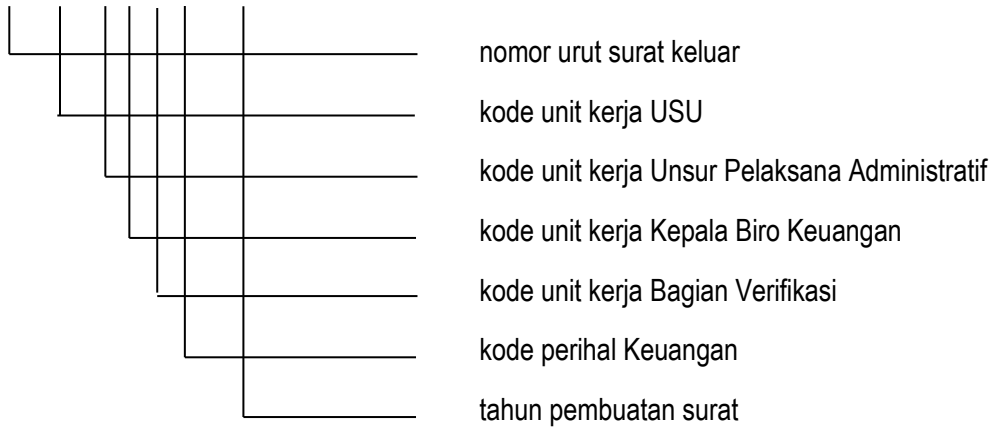 nomor urut surat keluar
kode unit kerja USU
kode unit kerja Unsur Pelaksana Administratif
kode unit kerja Kepala Biro Keuangan
kode unit kerja Bagian Verifikasi
kode perihal Keuangan
tahun pembuatan surat